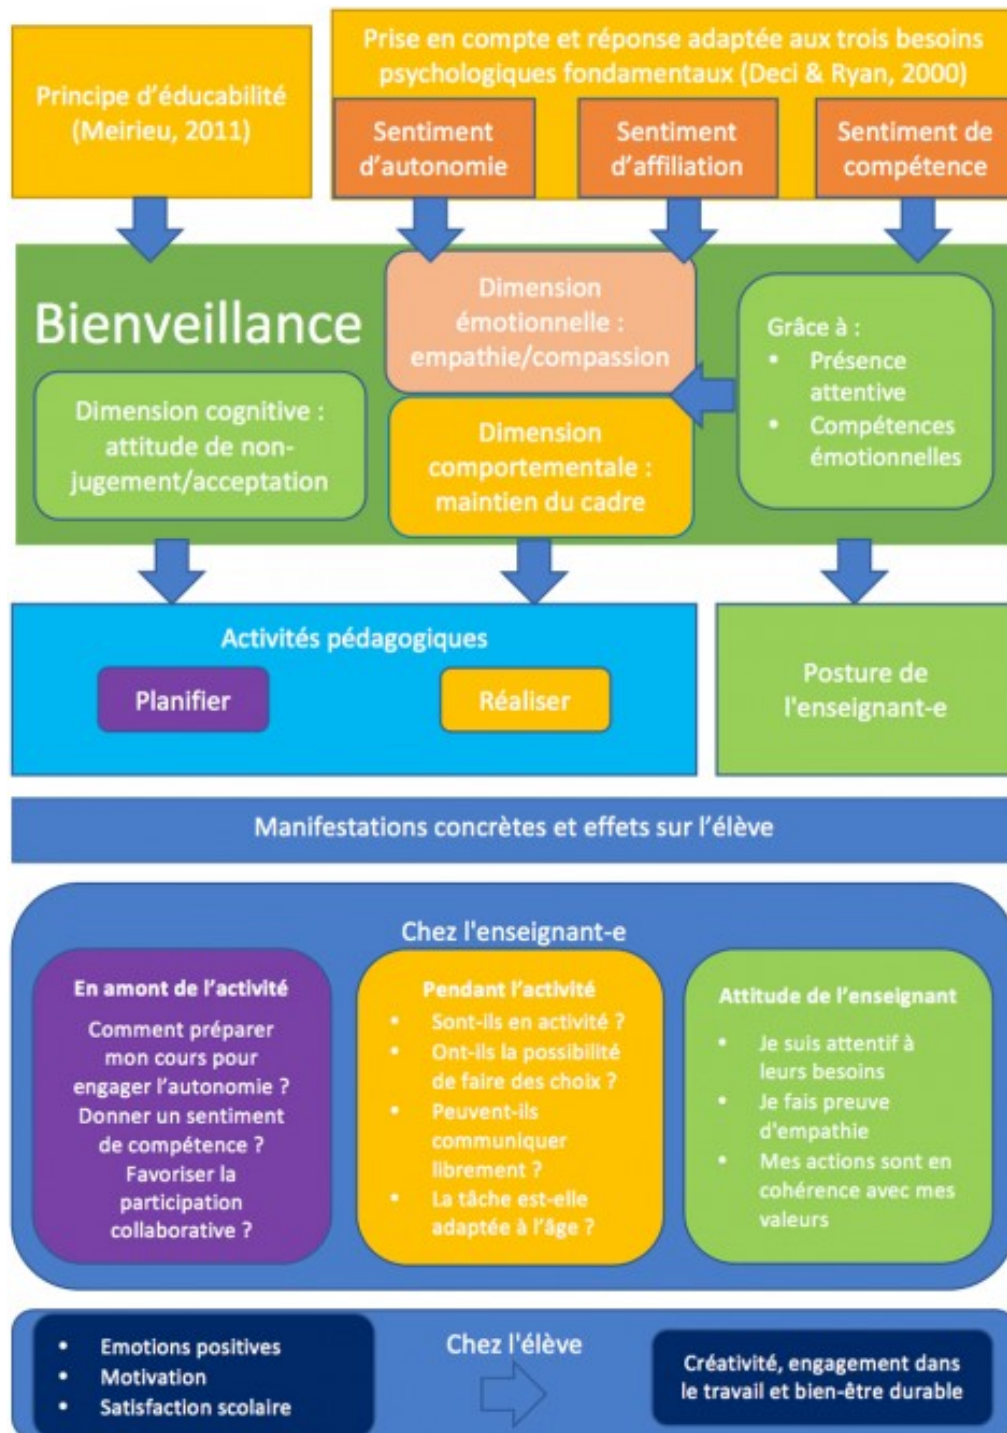 Principe d'éducabilité
(Meirieu, 2011)
Prise en compte et réponse adaptée aux trois besoins
psychologiques fondamentaux (Deci & Ryan, 2000)
Sentiment
d'autonomie
Sentiment
d'affiliation
Sentiment de
compétence
Bienveillance
Dimension cognitive :
attitude de non-
jugement/acceptation
Dimension
émotionnelle :
empathie/compassion
Dimension
comportementale :
maintien du cadre
Grâce à :
• Présence
attentive
• Compétences
émotionnelles
Activités pédagogiques
Planifier
Réaliser
Posture de
l'enseignant-e
Manifestations concrètes et effets sur l'élève
Chez l'enseignant-e
En amont de l'activité
Comment préparer
mon cours pour
engager l'autonomie ?
Donner un sentiment
de compétence ?
Favoriser la
participation
collaborative ?
Pendant l'activité
• Sont-ils en activité ?
• Ont-ils la possibilité
de faire des choix ?
• Peuvent-ils
communiquer
librement ?
• La tâche est-elle
adaptée à l'âge ?
Attitude de l'enseignant
• Je suis attentif à
leurs besoins
• Je fais preuve
d'empathie
• Mes actions sont en
cohérence avec mes
valeurs
Chez l'élève
• Emotions positives
• Motivation
• Satisfaction scolaire
Créativité, engagement dans
le travail et bien-être durable